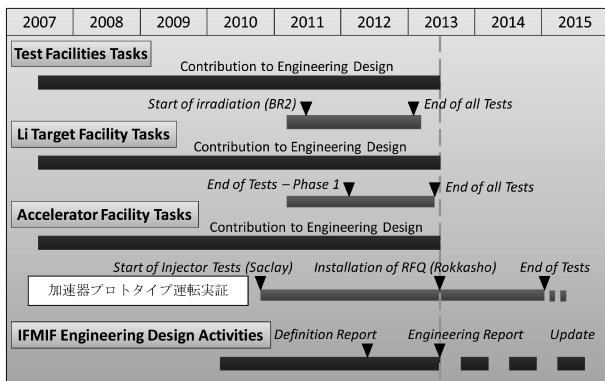 2007 2008 2009 2010 2011 2012 2013 2014 2015
Test Facilities Tasks
Contribution to Engineering Design
Start of irradiation (BR2) End of all Tests
Li Target Facility Tasks
Contribution to Engineering Design
End of Tests – Phase 1 End of all Tests
Accelerator Facility Tasks
Contribution to Engineering Design
Start of Injector Tests (Saclay) Installation of RFQ (Rokkasho) End of Tests
加速器プロトタイプ運転実証
IFMIF Engineering Design Activities Definition Report Engineering Report Update